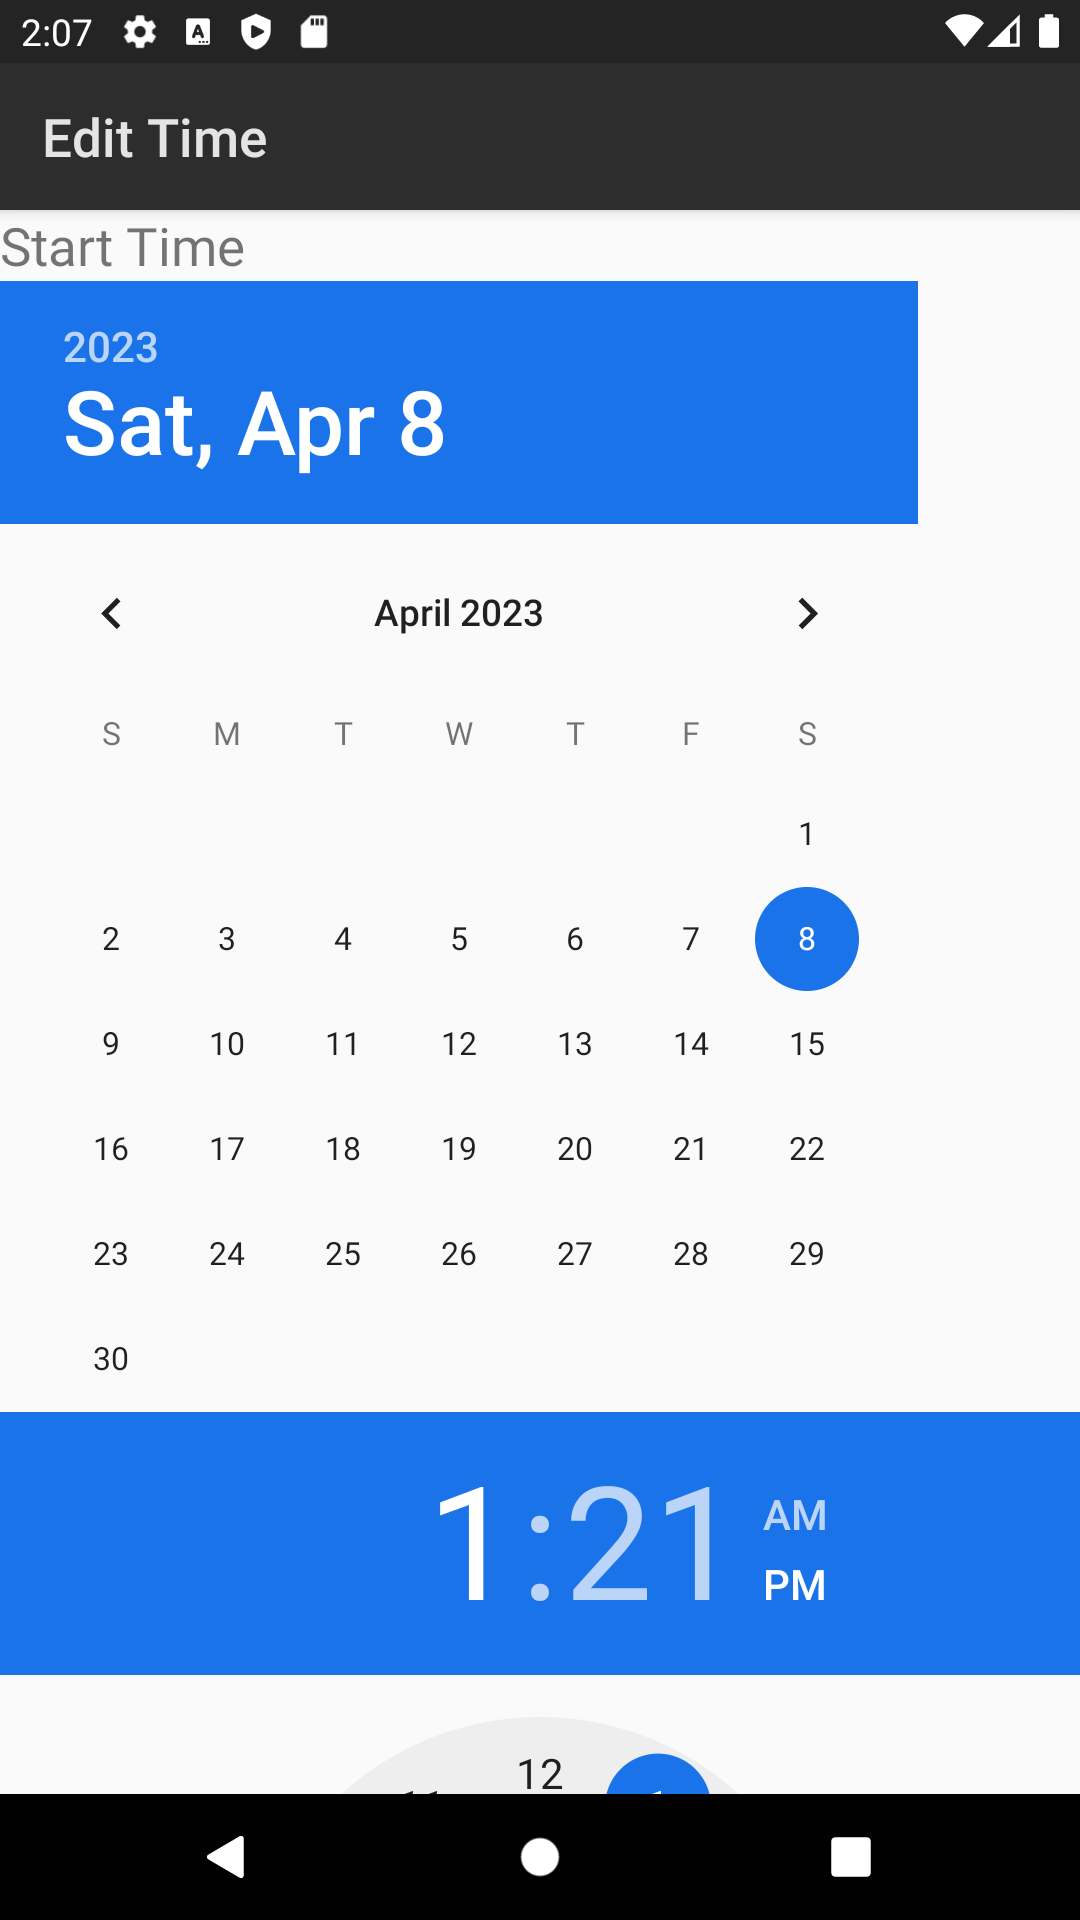 2:07
Edit Time
Start Time
2023
Sat, Apr 8
April 2023
S M T W T F S
1
2 3 4 5 6 7 8
9 10 11 12 13 14 15
16 17 18 19 20 21 22
23 24 25 26 27 28 29
30
1:21 AM
PM
12